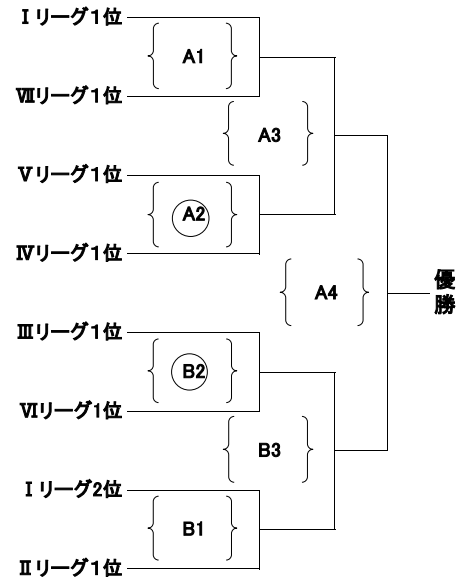 Ⅰリーグ1位
A1
Ⅶリーグ1位
A3
Ⅴリーグ1位
A2
Ⅳリーグ1位
A4
優勝
Ⅲリーグ1位
B2
Ⅵリーグ1位
B3
Ⅰリーグ2位
B1
Ⅱリーグ1位